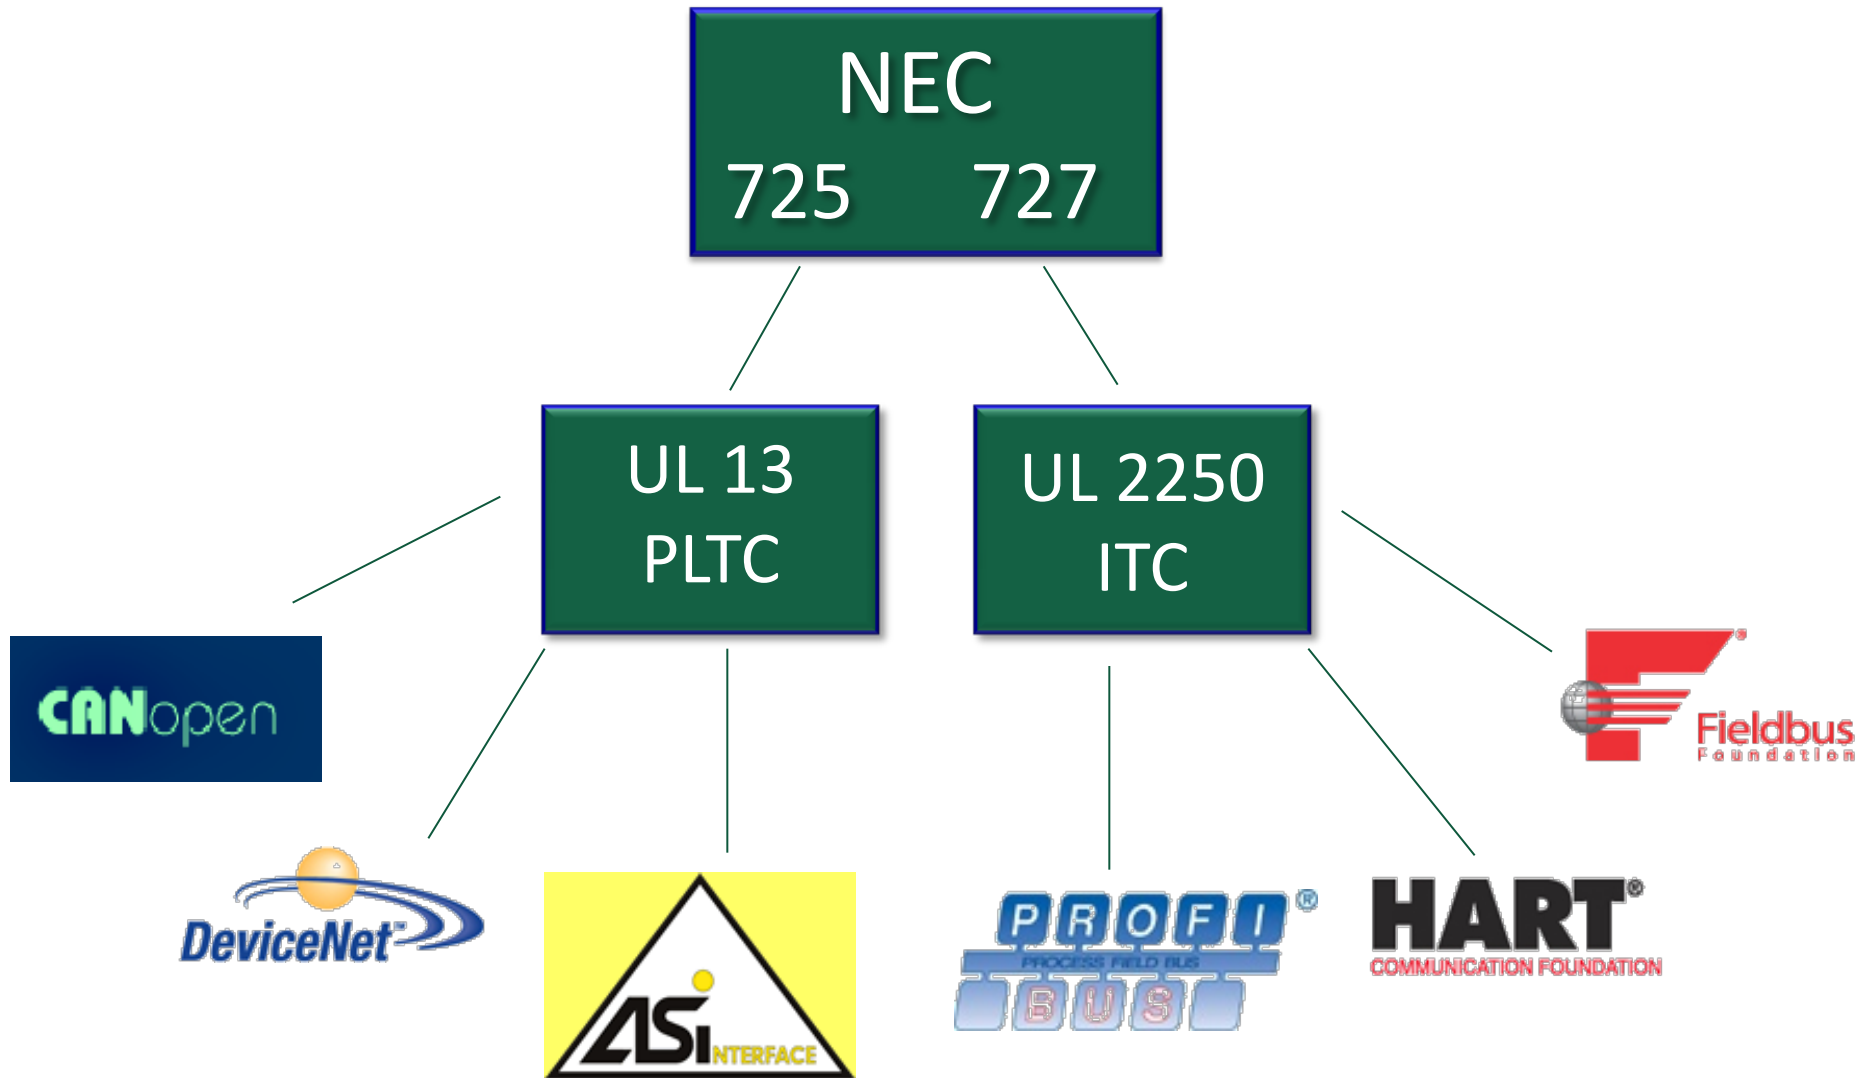 NEC
725 727
UL 13
PLTC
UL 2250
ITC
CANopen
Fieldbus
Foundation
DeviceNet™
ASi
NTERFACE
PROFI®
PROCESS FIELD BUS
BUS
HART®
COMMUNICATION FOUNDATION